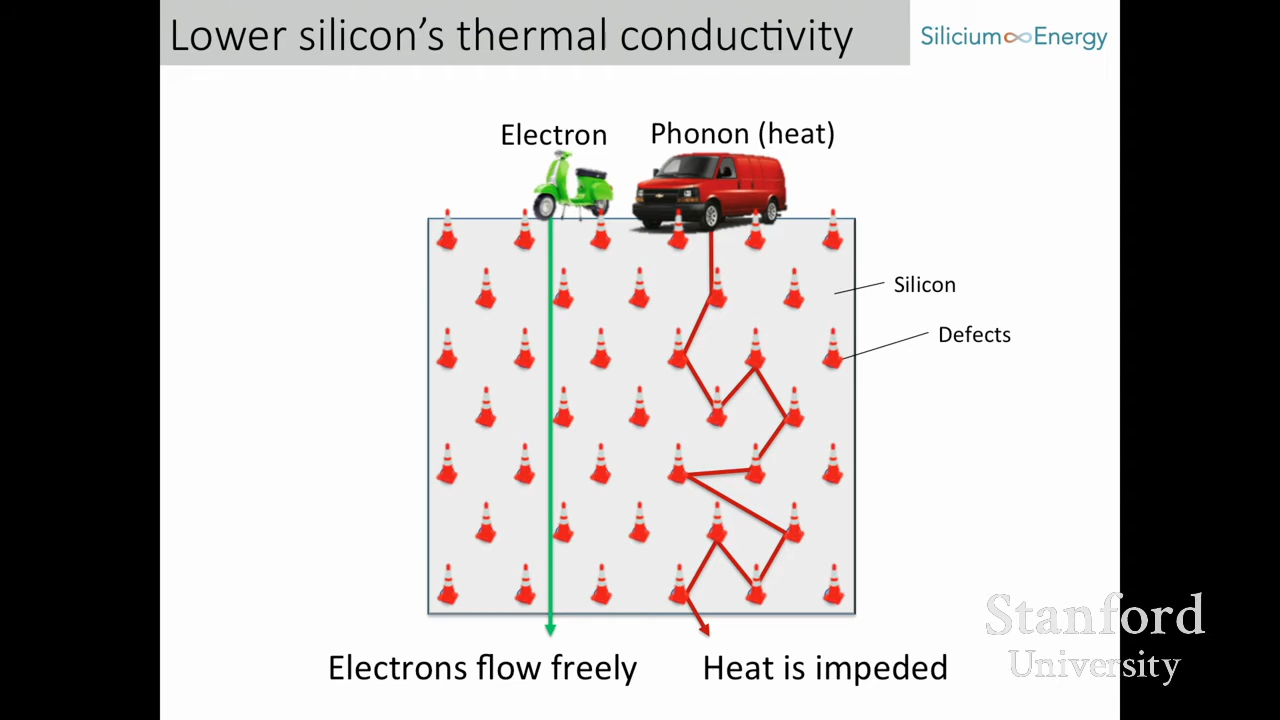 Lower silicon's thermal conductivity
Silicium Energy
Electron
Phonon (heat)
Silicon
Defects
Electrons flow freely
Heat is impeded
Stanford
University